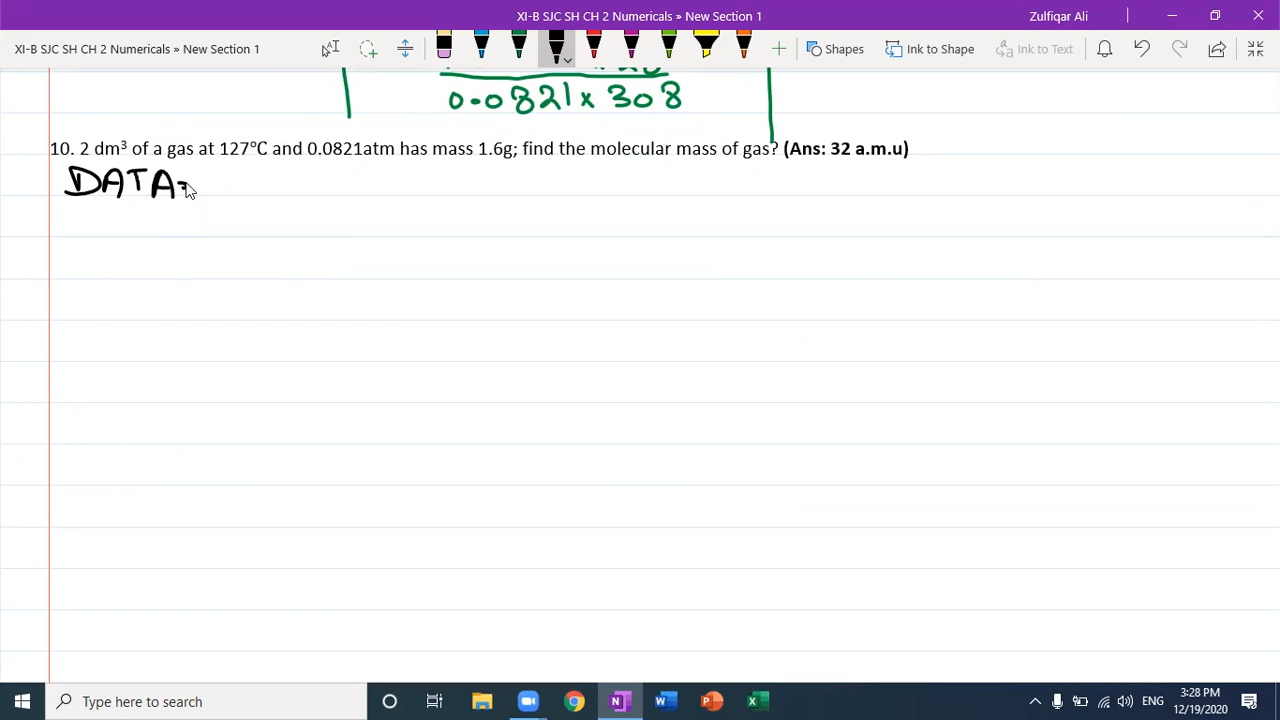 XI-B SJC SH CH 2 Numericals » New Section 1
Zulfiqar Ali
XI-B SJC SH CH 2 Numericals » New Section 1
Shapes
Ink to Shape
Ink to Text
0.0821 x 308
10. 2 dm³ of a gas at 127°C and 0.0821atm has mass 1.6g; find the molecular mass of gas? (Ans: 32 a.m.u)
DATA=
Type here to search
ENG
3:28 PM
12/19/2020